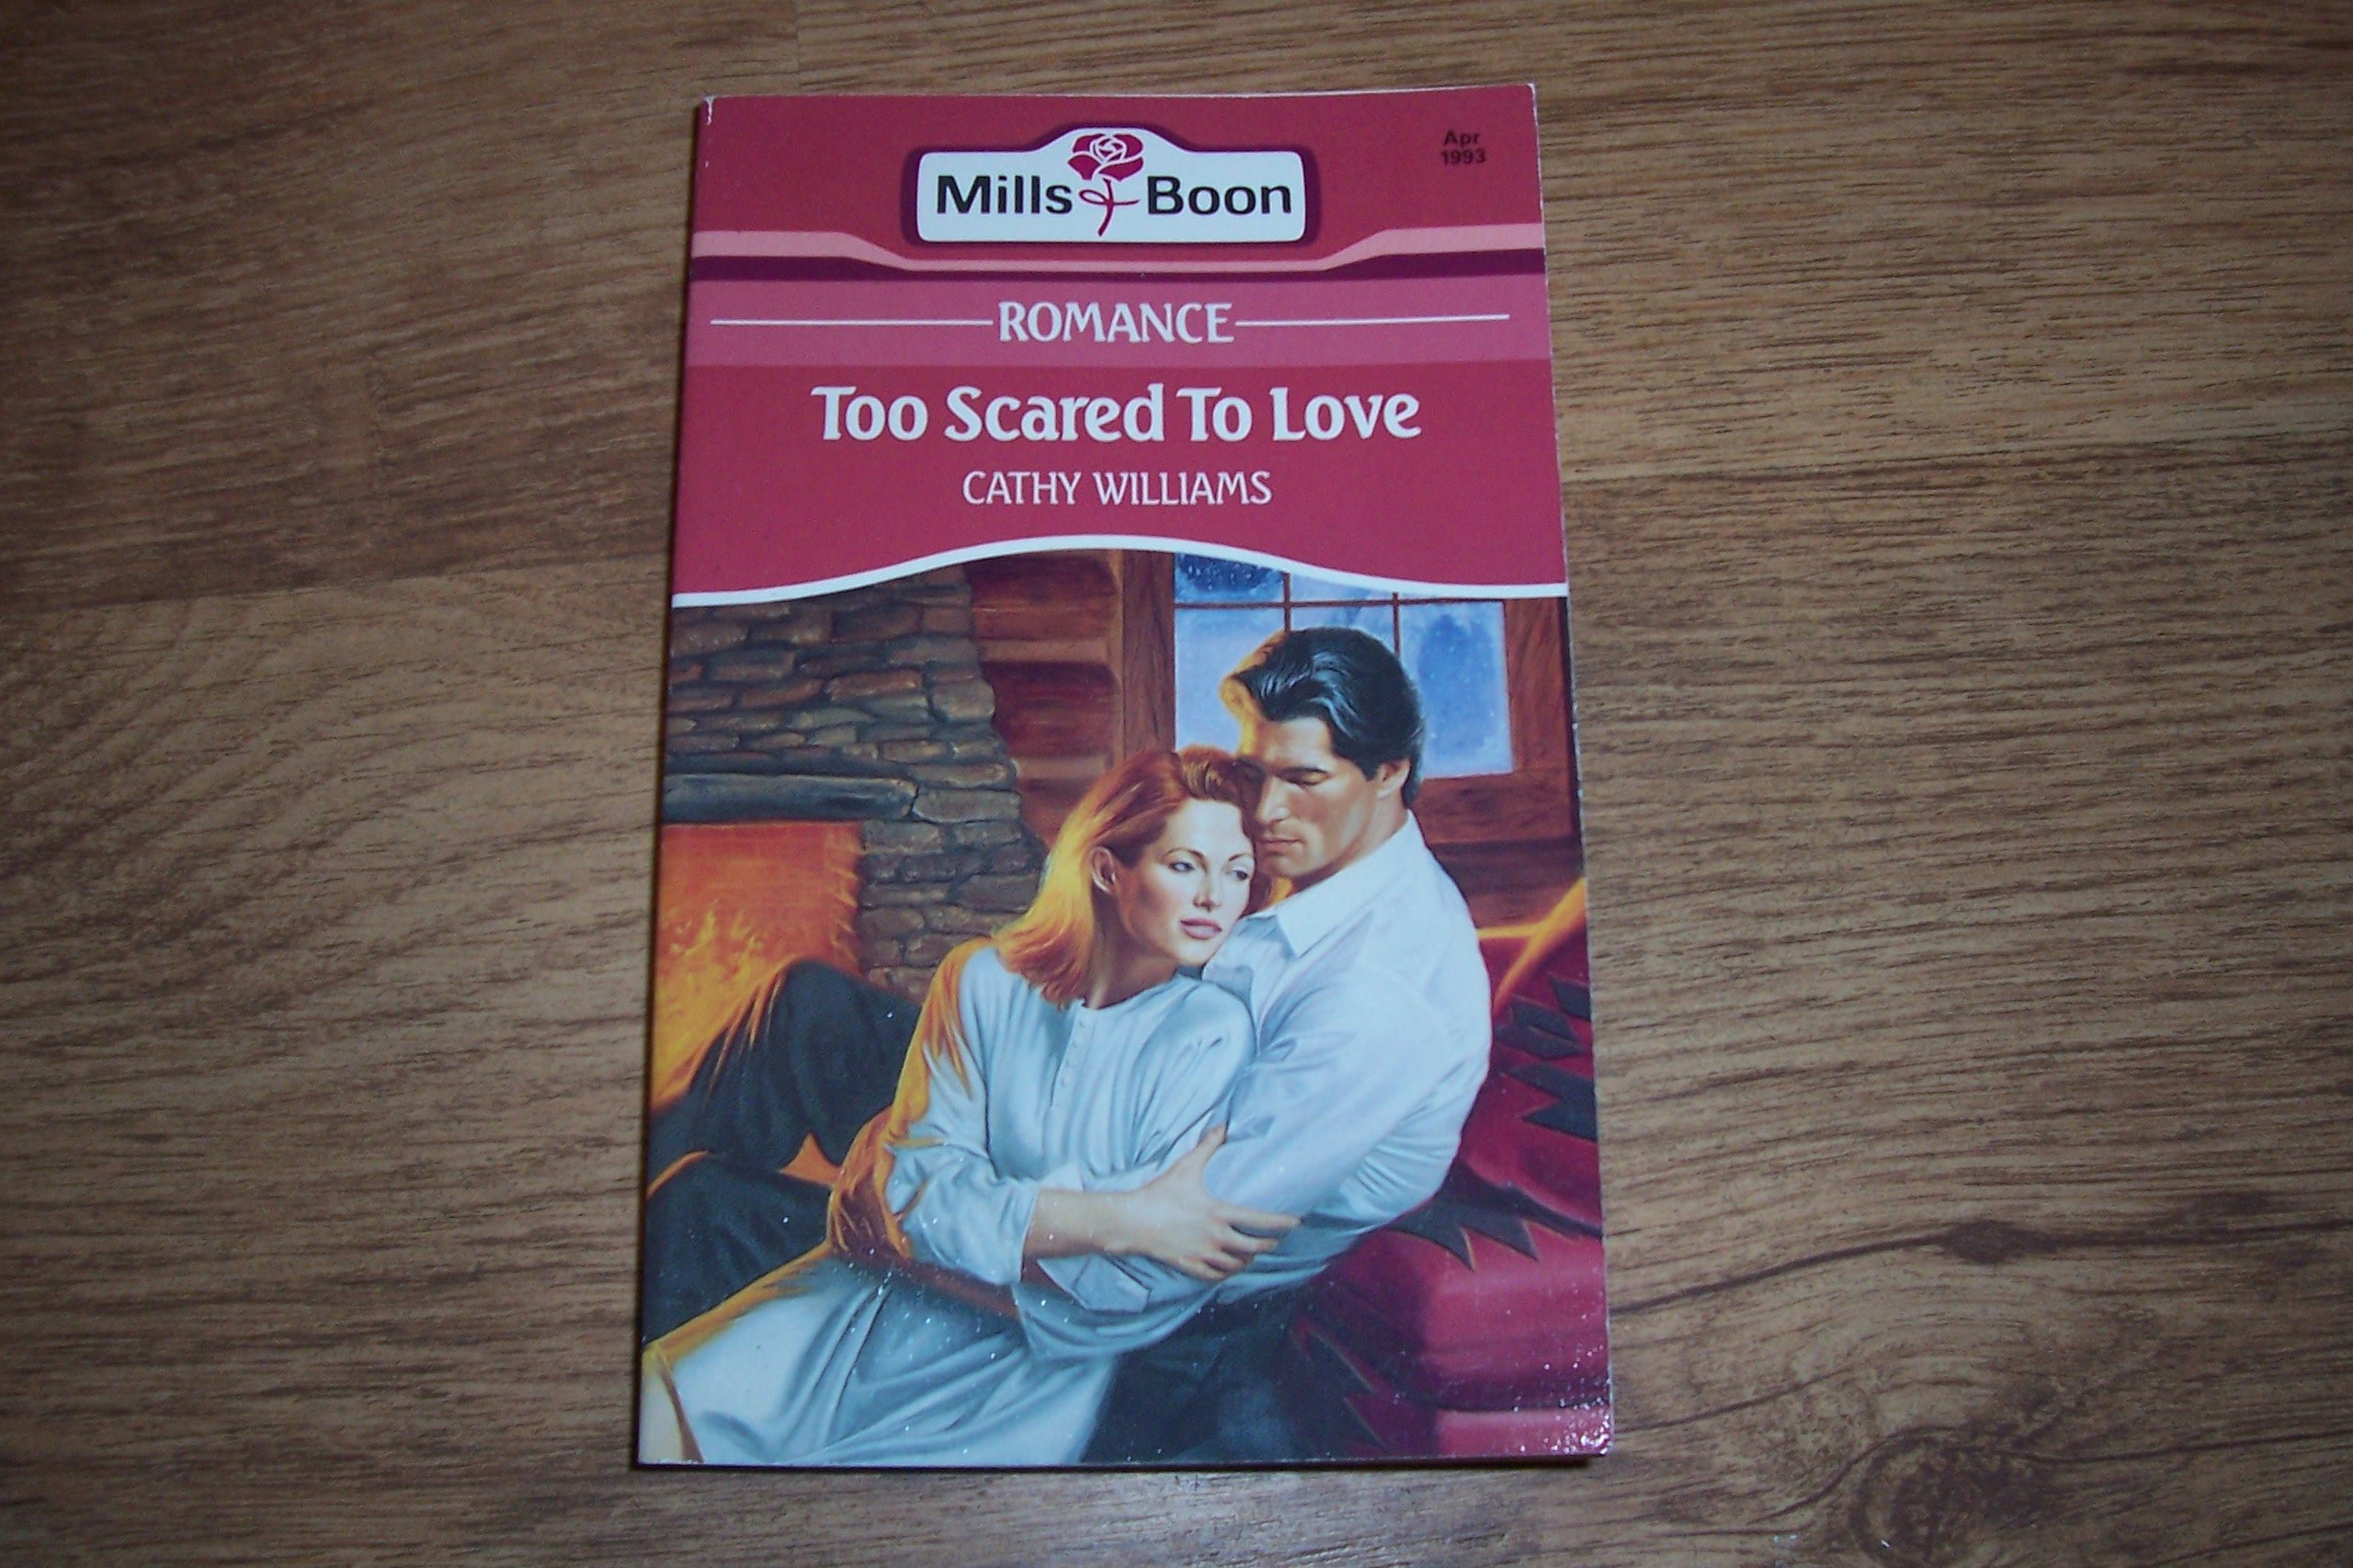 Mills & Boon
Apr
1993
ROMANCE
Too Scared To Love
CATHY WILLIAMS